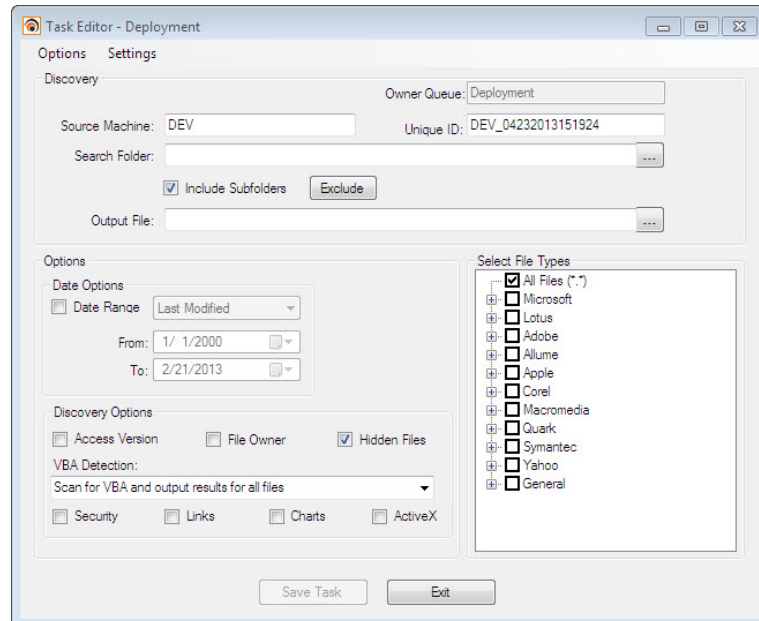 Task Editor - Deployment
Options Settings
Discovery
Owner Queue: Deployment
Source Machine: DEV Unique ID: DEV_04232013151924
Search Folder: ...
Include Subfolders Exclude
Output File: ...
Options
Date Options
Date Range Last Modified
From: 1/ 1/2000
To: 2/21/2013
Discovery Options
Access Version File Owner Hidden Files
VBA Detection:
Scan for VBA and output results for all files
Security Links Charts ActiveX
Select File Types
All Files (*.*)
Microsoft
Lotus
Adobe
Allume
Apple
Corel
Macromedia
Quark
Symantec
Yahoo
General
Save Task Exit